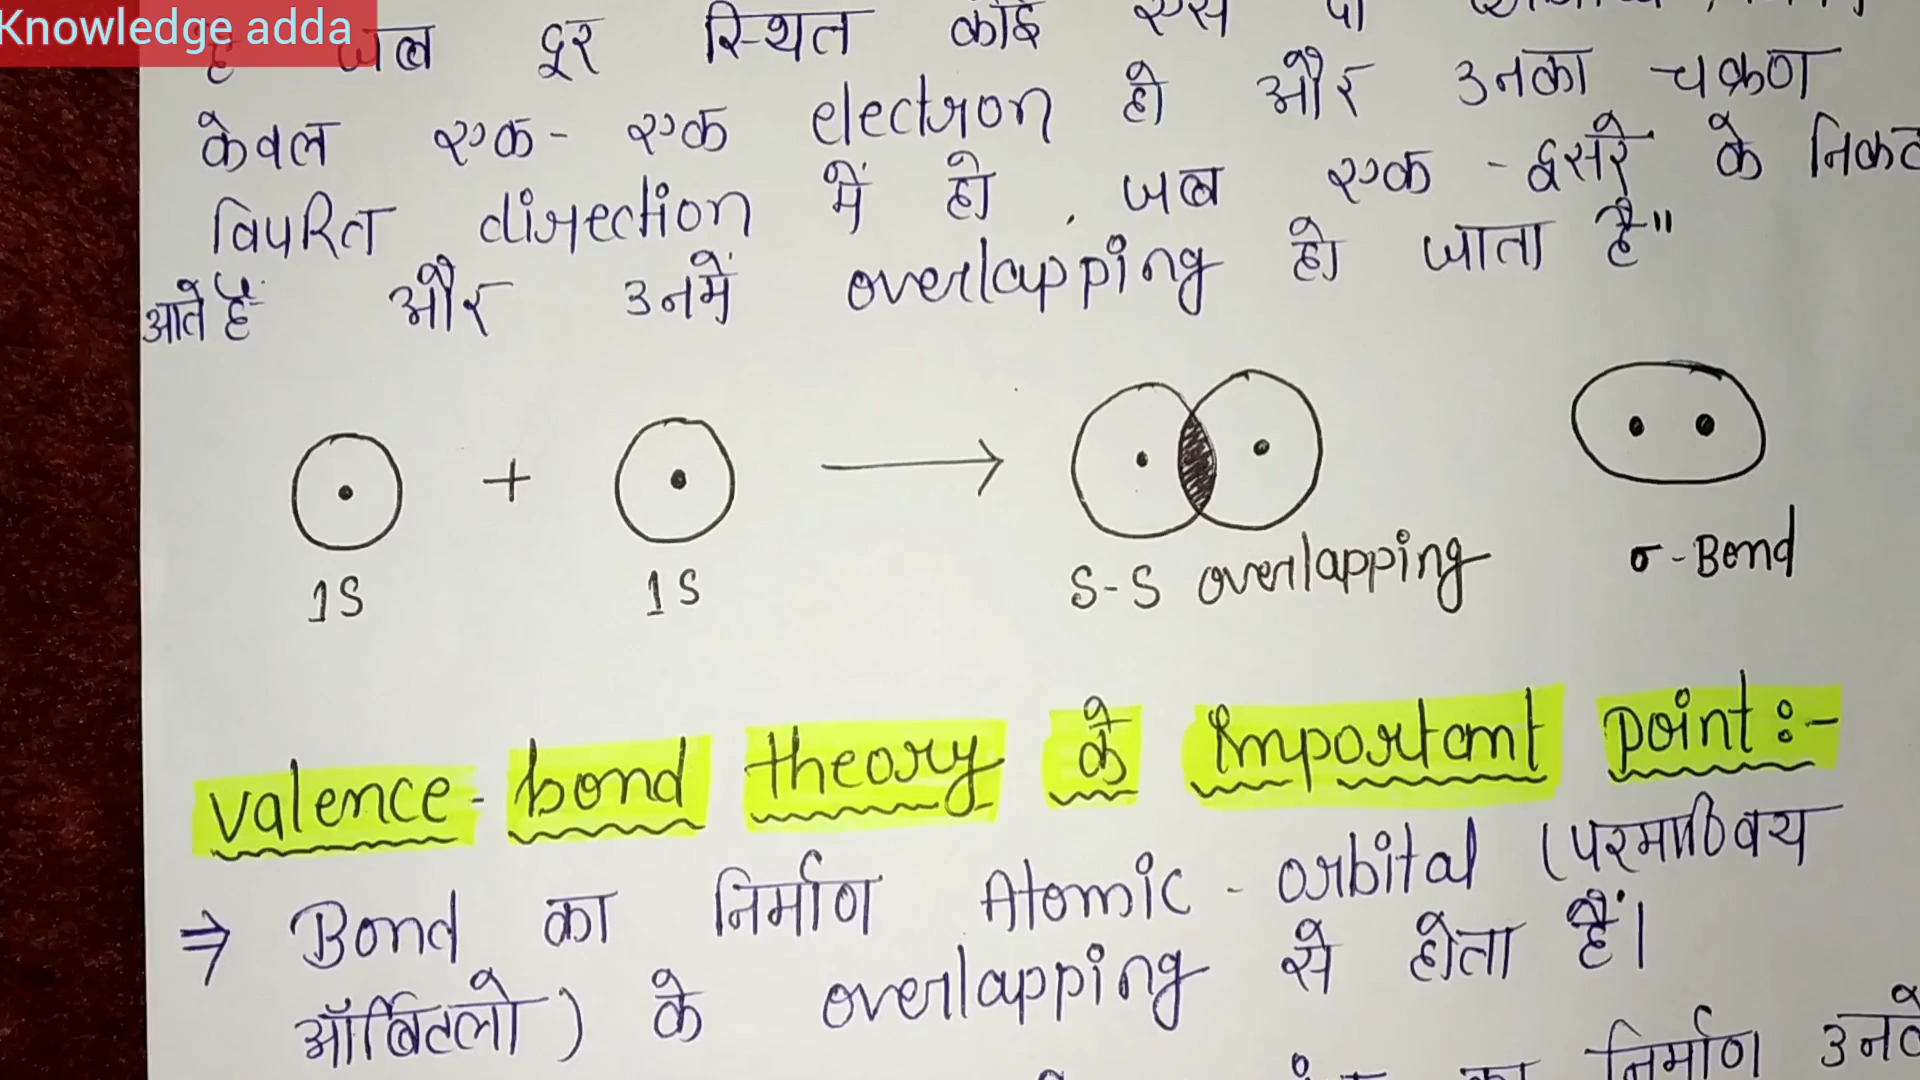 Knowledge adda
जब दूर स्थित कोई
केवल एक-एक electron हो और उनका चक्रण
विपरित direction में हो, जब एक-दूसरे के निकट
आते हैं और उनमें overlapping हो जाता है"
+
1S 1S S-S overlapping σ-Bond
valence-bond theory के Important point:-
⇒ Bond का निर्माण Atomic-orbital (परमाण्विय
ऑर्बिटलो) के overlapping से होता हैं।
निर्माण